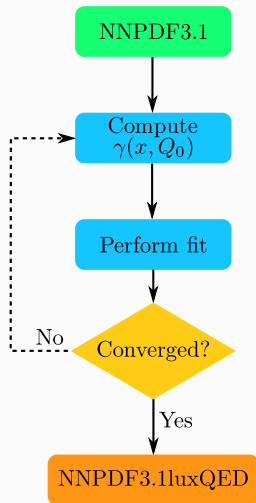 NNPDF3.1
Compute
γ(x, Q₀)
Perform fit
Converged?
No
Yes
NNPDF3.1luxQED